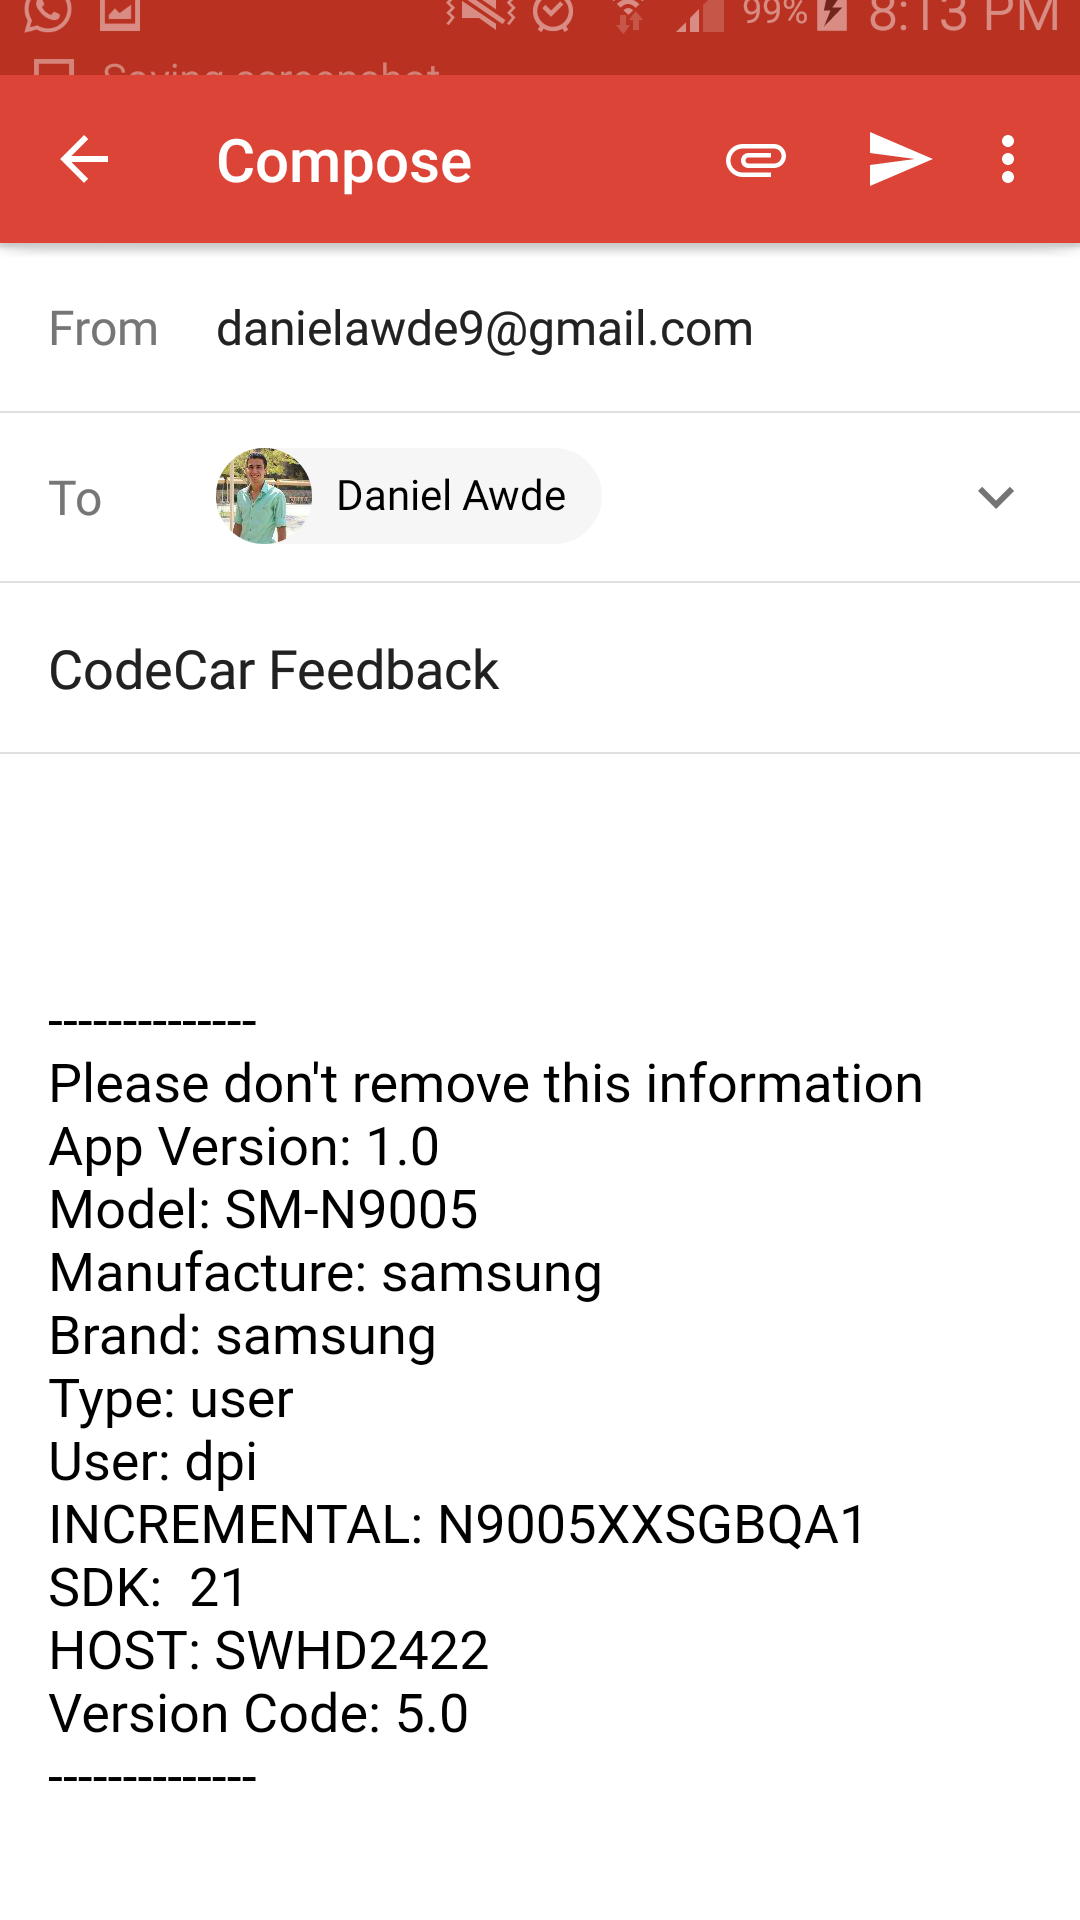 99% 8:13 PM
Saving screenshot
Compose
From danielawde9@gmail.com
To Daniel Awde
CodeCar Feedback
--------------
Please don't remove this information
App Version: 1.0
Model: SM-N9005
Manufacture: samsung
Brand: samsung
Type: user
User: dpi
INCREMENTAL: N9005XXSGBQA1
SDK:  21
HOST: SWHD2422
Version Code: 5.0
--------------